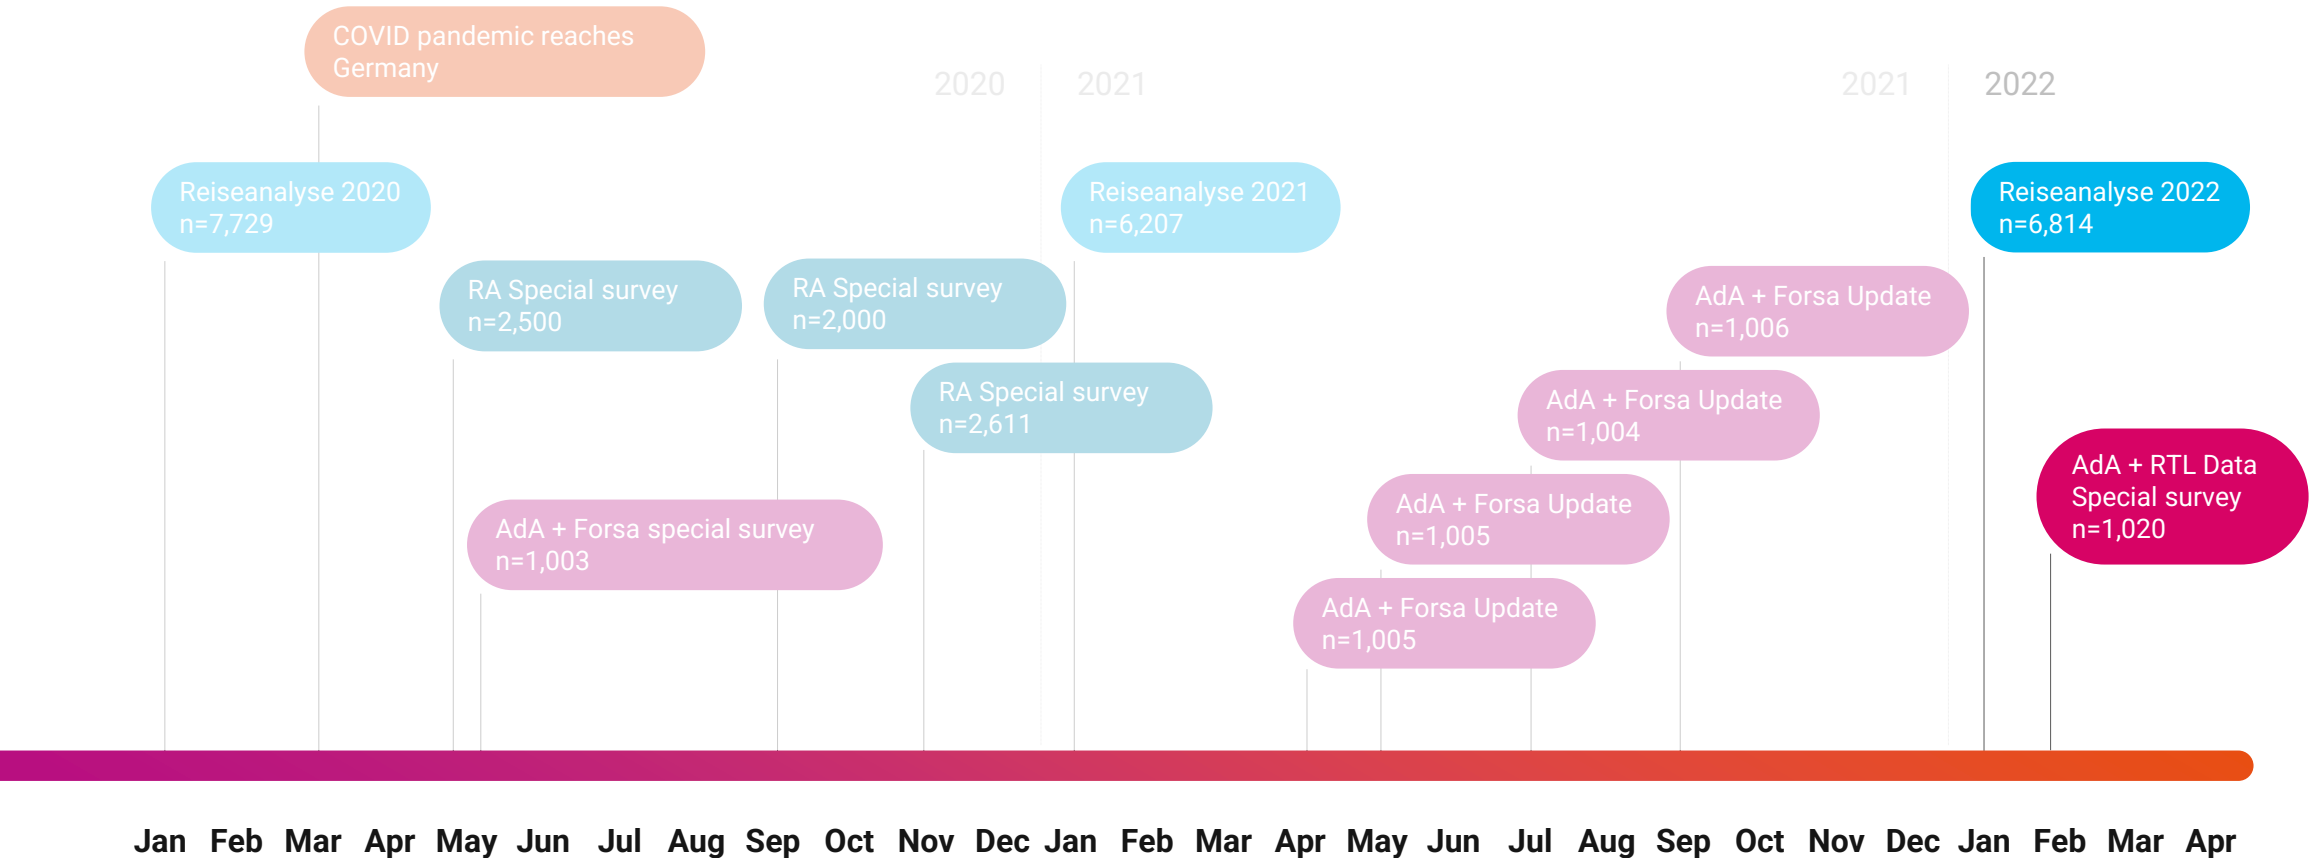 COVID pandemic reaches
Germany
2020 2021
2021 2022
Reiseanalyse 2020
n=7,729
Reiseanalyse 2021
n=6,207
Reiseanalyse 2022
n=6,814
RA Special survey
n=2,500
RA Special survey
n=2,000
AdA + Forsa Update
n=1,006
RA Special survey
n=2,611
AdA + Forsa Update
n=1,004
AdA + RTL Data
Special survey
n=1,020
AdA + Forsa special survey
n=1,003
AdA + Forsa Update
n=1,005
AdA + Forsa Update
n=1,005
Jan Feb Mar Apr May Jun Jul Aug Sep Oct Nov Dec Jan Feb Mar Apr May Jun Jul Aug Sep Oct Nov Dec Jan Feb Mar Apr